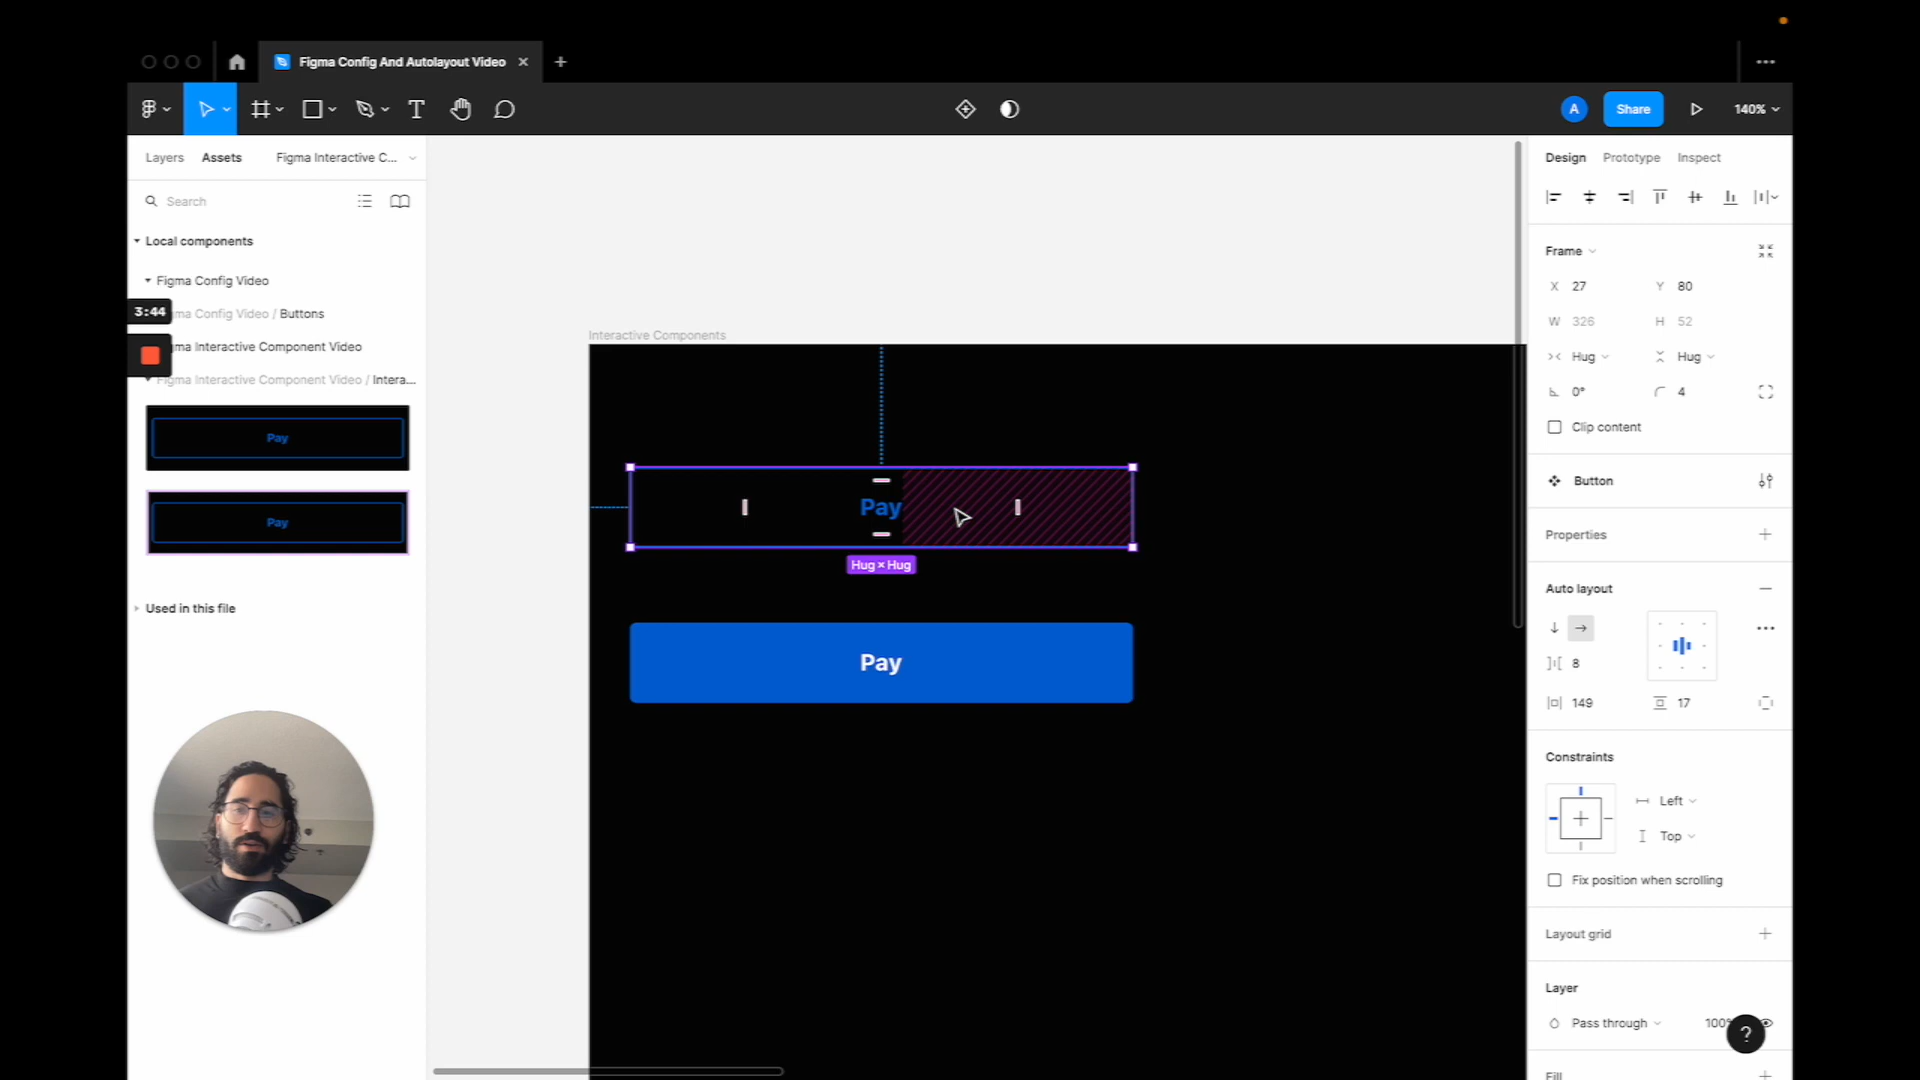 Figma Config And Autolayout Video
A
Share
140%
Layers
Assets
Figma Interactive C...
Search
Local components
Figma Config Video
gma Config Video / Buttons
3:44
gma Interactive Component Video
Figma Interactive Component Video / Intera...
Pay
Pay
Used in this file
Interactive Components
Pay
Hug × Hug
Pay
Design
Prototype
Inspect
Frame
X 27
Y 80
W 326
H 52
Hug
Hug
0°
4
Clip content
Button
Properties
Auto layout
8
149
17
Constraints
Left
Top
Fix position when scrolling
Layout grid
Layer
Pass through
100%
?
Fill